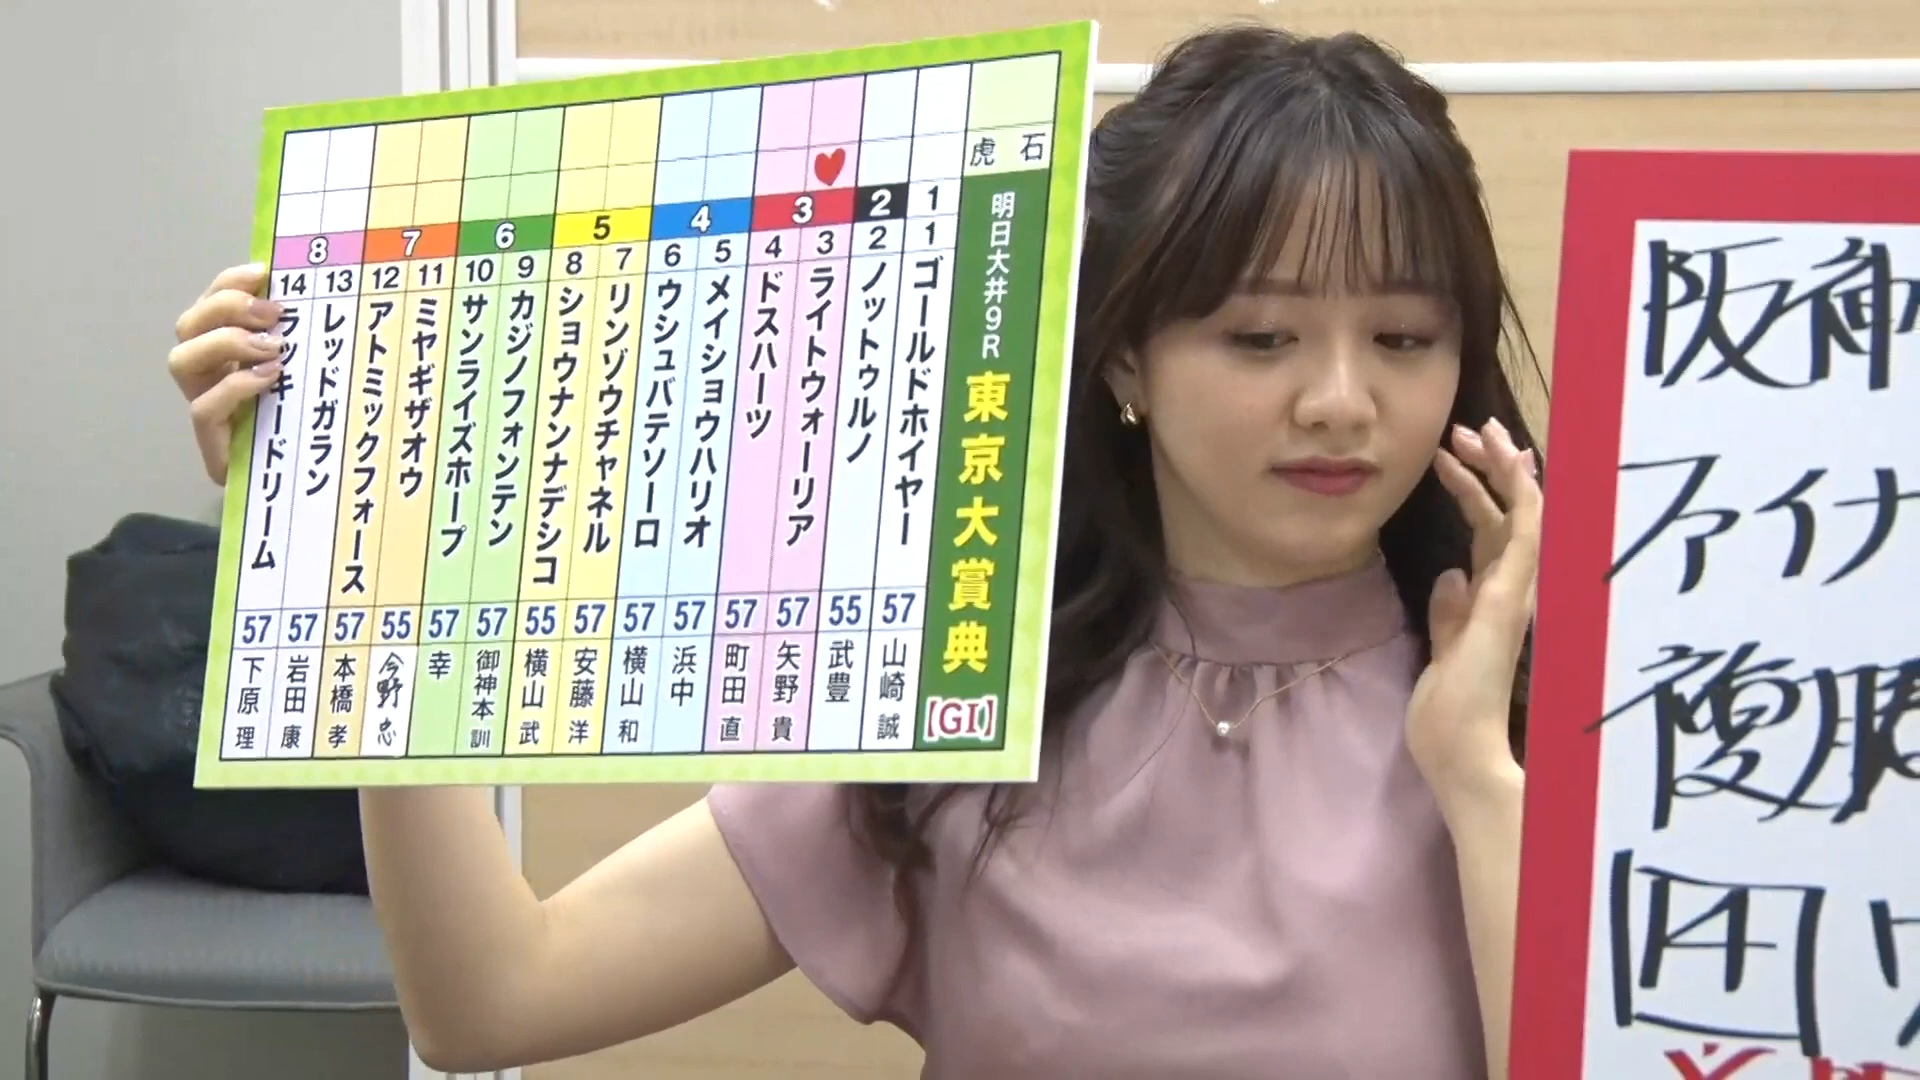 虎石
明日大井9R 東京大賞典 【GI】
1 1 ゴールドホイヤー 57 山崎誠
2 2 ノットゥルノ 55 武豊
3 3 ライトウォーリア 57 矢野貴
4 ドスハーツ 57 町田直
4 5 メイショウハリオ 57 浜中
6 ウシュバテソーロ 57 横山和
5 7 リンゾウチャネル 57 安藤洋
8 ショウナンナデシコ 55 横山武
6 9 カジノフォンテン 57 御神本訓
10 サンライズホープ 57 幸
7 11 ミヤギザオウ 55 今野忠
12 アトミックフォース 57 本橋孝
8 13 レッドガラン 57 岩田康
14 ラッキードリーム 57 下原理
阪神
ファイナ
複勝
14